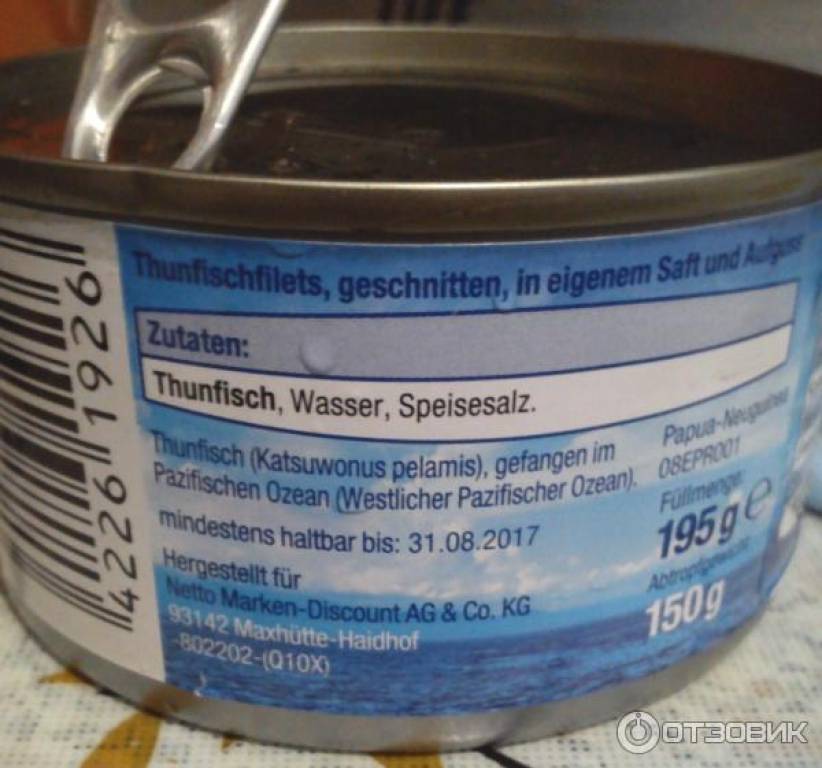 Thunfischfilets, geschnitten, in eigenem Saft und Aufguss
Zutaten:
Thunfisch, Wasser, Speisesalz.
Thunfisch (Katsuwonus pelamis), gefangen im
Pazifischen Ozean (Westlicher Pazifischer Ozean).
mindestens haltbar bis: 31.08.2017
Hergestellt für
Netto Marken-Discount AG & Co. KG
93142 Maxhütte-Haidhof
-802202-(Q10X)
Papua-Neuguinea
08EPR001
Füllmenge:
195g e
Abtropfgewicht:
150g
4226 1926
ОТЗОВИК